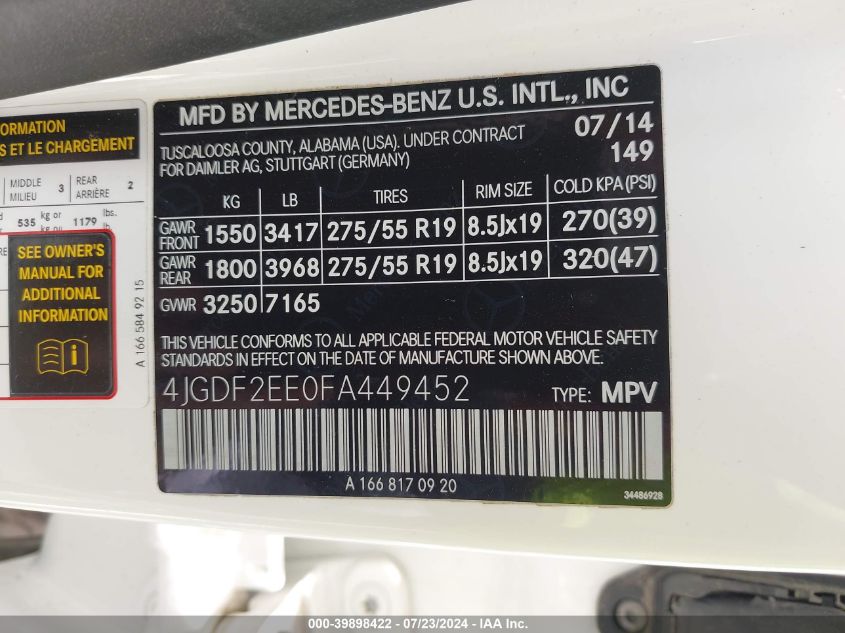 ORMATION
S ET LE CHARGEMENT
MIDDLE
MILIEU 3 REAR
ARRIÈRE 2
535 kg or 1179 lbs.
SEE OWNER'S
MANUAL FOR
ADDITIONAL
INFORMATION
A 166 584 92 15
MFD BY MERCEDES-BENZ U.S. INTL., INC
TUSCALOOSA COUNTY, ALABAMA (USA). UNDER CONTRACT 07/14
FOR DAIMLER AG, STUTTGART (GERMANY) 149
KG LB TIRES RIM SIZE COLD KPA (PSI)
GAWR
FRONT 1550 3417 275/55 R19 8.5Jx19 270(39)
GAWR
REAR 1800 3968 275/55 R19 8.5Jx19 320(47)
GVWR 3250 7165
THIS VEHICLE CONFORMS TO ALL APPLICABLE FEDERAL MOTOR VEHICLE SAFETY
STANDARDS IN EFFECT ON THE DATE OF MANUFACTURE SHOWN ABOVE.
4JGDF2EE0FA449452 TYPE: MPV
A 166 817 09 20
34486928
000-39898422 - 07/23/2024 - COPYRIGHT IAA, LLC.